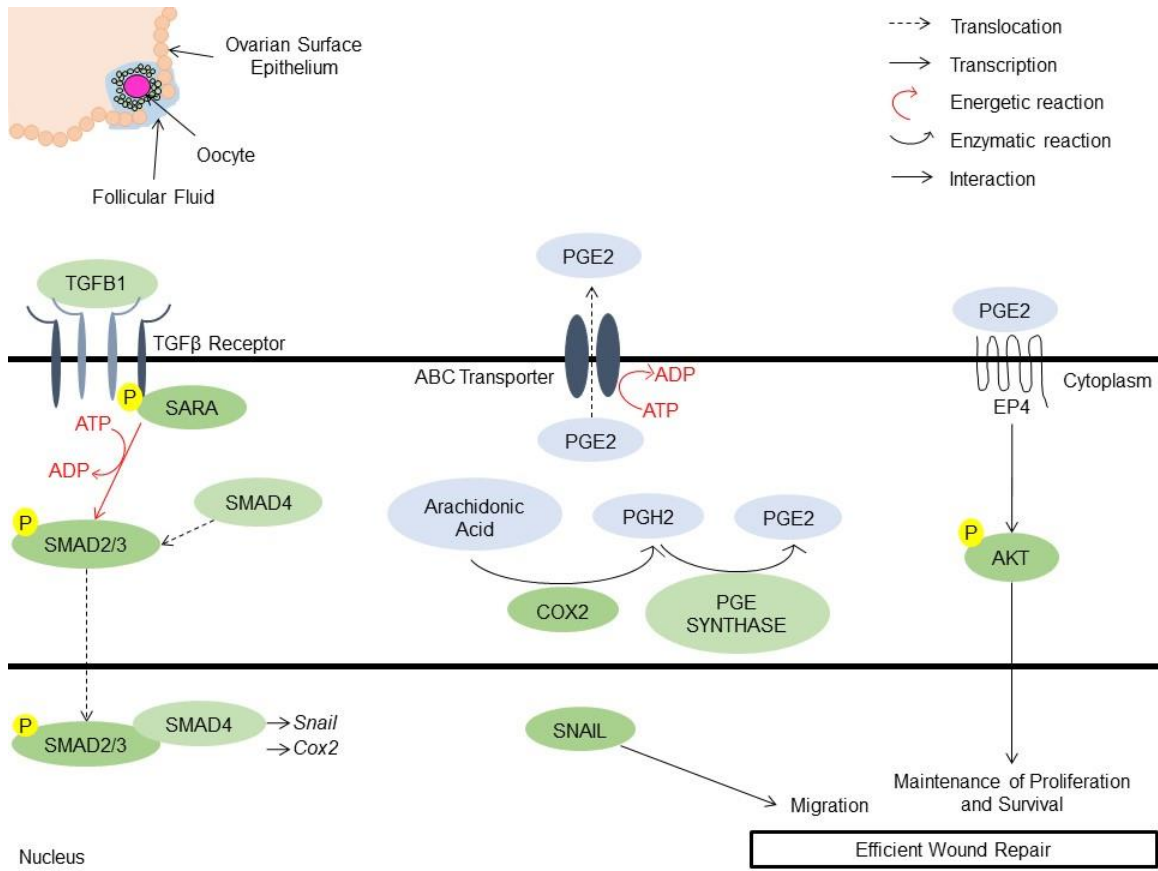 Ovarian Surface
Epithelium
Oocyte
Follicular Fluid
Translocation
Transcription
Energetic reaction
Enzymatic reaction
Interaction
TGFB1
TGFβ Receptor
P
SARA
ATP
ADP
P
SMAD2/3
SMAD4
PGE2
ABC Transporter
ADP
ATP
PGE2
Arachidonic
Acid
PGH2
PGE2
COX2
PGE
SYNTHASE
PGE2
Cytoplasm
EP4
P
AKT
P
SMAD2/3
SMAD4
Snail
Cox2
SNAIL
Migration
Maintenance of Proliferation
and Survival
Efficient Wound Repair
Nucleus